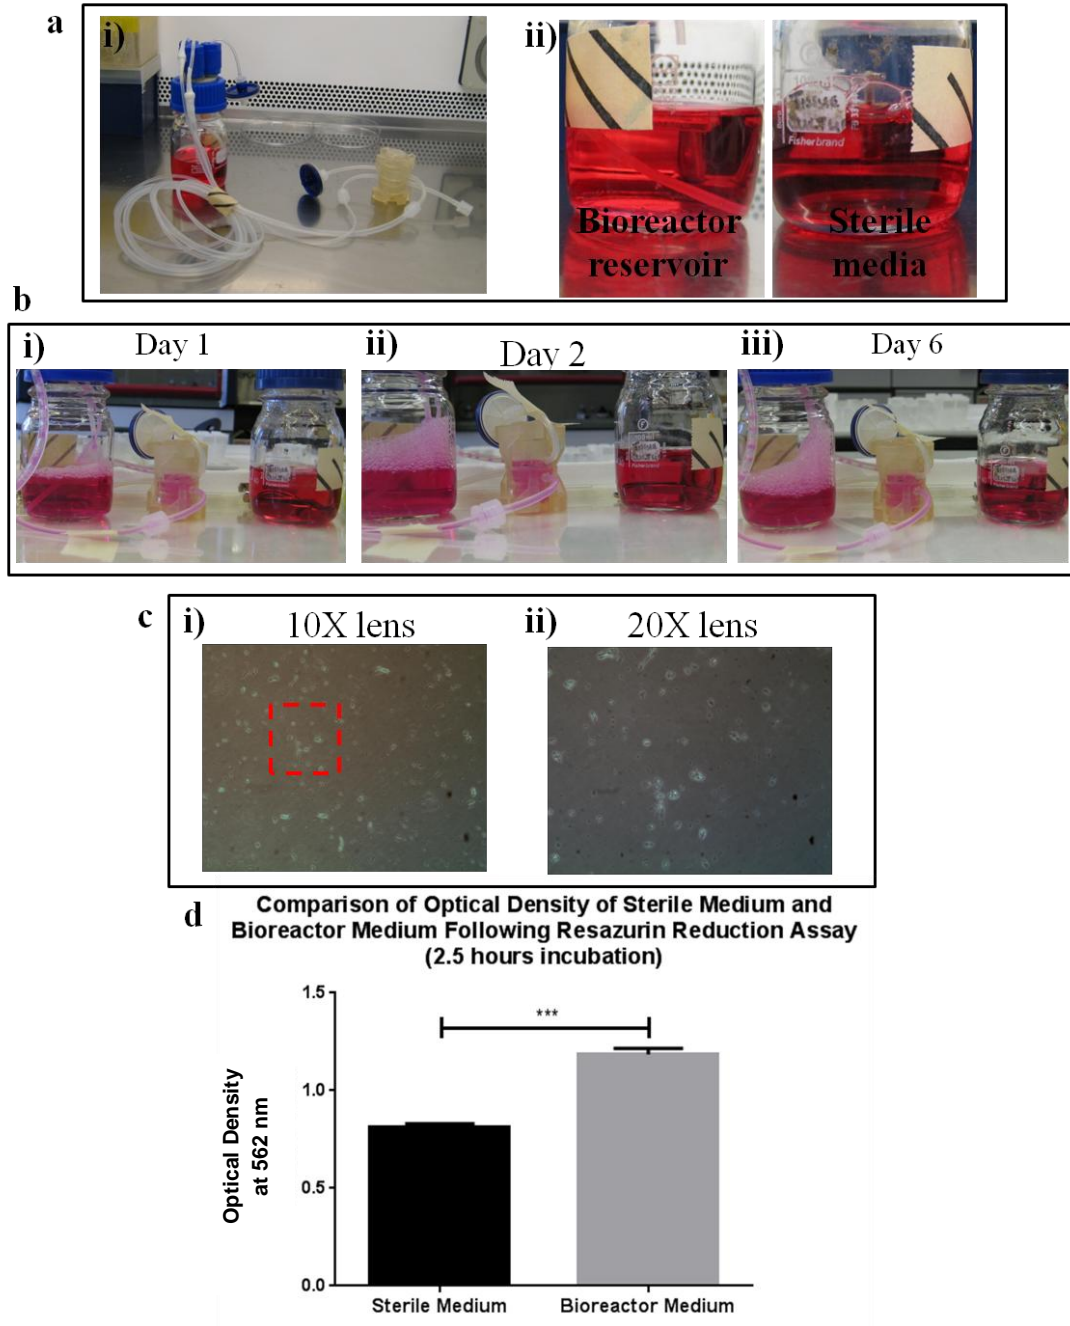 a
i)
ii)
Fisherbrand
Bioreactor
reservoir
Sterile
media
b
i)
Day 1
ii)
Day 2
iii)
Day 6
c
i)
10X lens
ii)
20X lens
d
Comparison of Optical Density of Sterile Medium and
Bioreactor Medium Following Resazurin Reduction Assay
(2.5 hours incubation)
1.5
***
1.0
Optical Density
at 562 nm
0.5
0.0
Sterile Medium
Bioreactor Medium